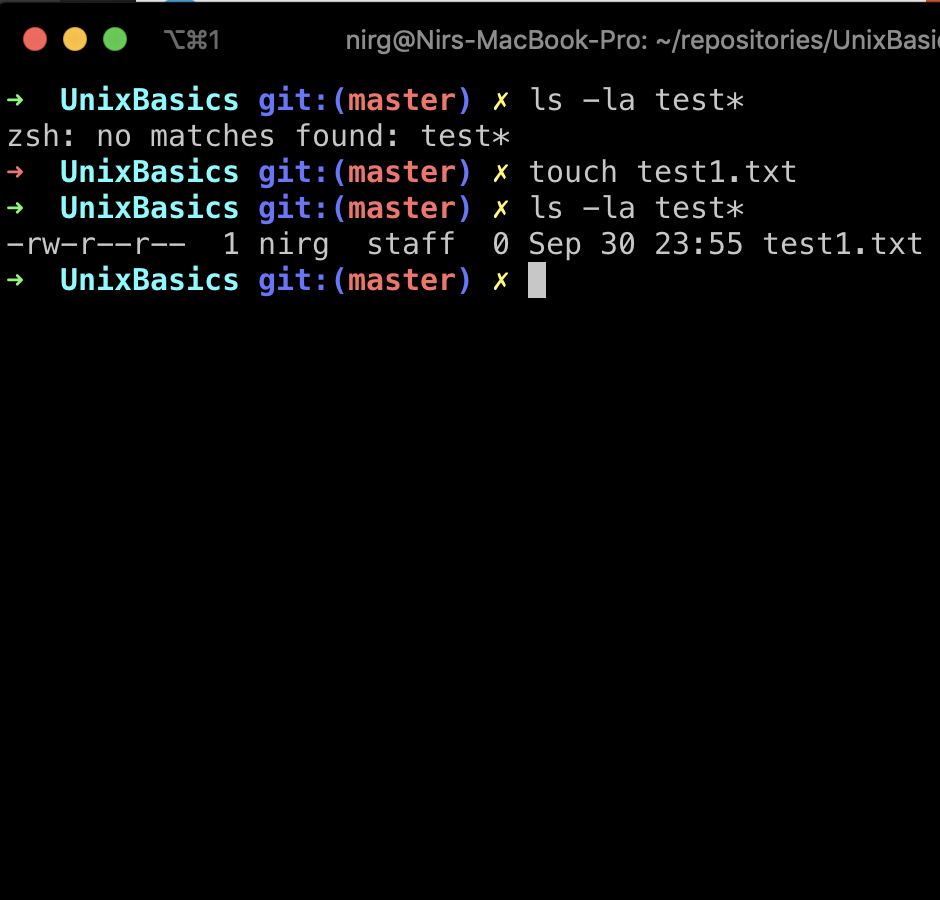 ⌥⌘1 nirg@Nirs-MacBook-Pro: ~/repositories/UnixBasic
➜  UnixBasics git:(master) ✗ ls -la test*
zsh: no matches found: test*
➜  UnixBasics git:(master) ✗ touch test1.txt
➜  UnixBasics git:(master) ✗ ls -la test*
-rw-r--r--  1 nirg  staff  0 Sep 30 23:55 test1.txt
➜  UnixBasics git:(master) ✗